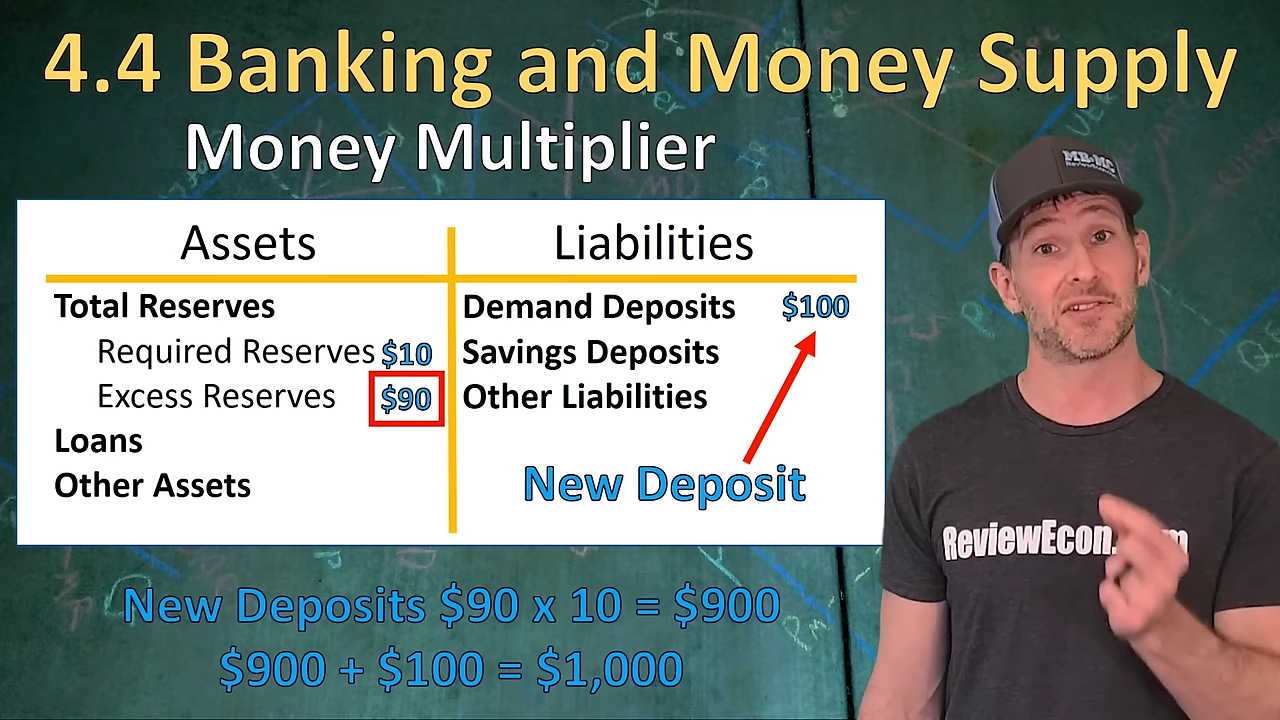 4.4 Banking and Money Supply
Money Multiplier
Assets
Liabilities
Total Reserves
Required Reserves $10
Excess Reserves $90
Loans
Other Assets
Demand Deposits $100
Savings Deposits
Other Liabilities
New Deposit
New Deposits $90 x 10 = $900
$900 + $100 = $1,000
ReviewEcon.